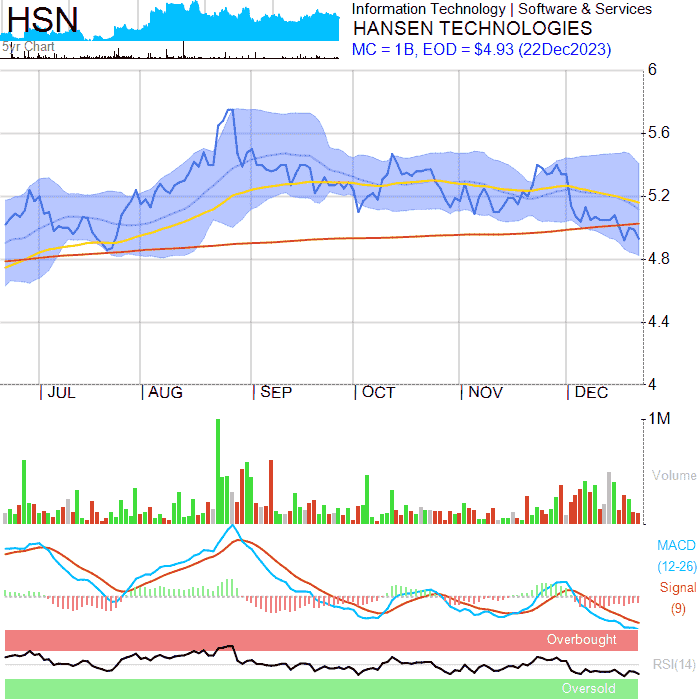 HSN
5yr Chart
Information Technology | Software & Services
HANSEN TECHNOLOGIES
MC = 1B, EOD = $4.93 (22Dec2023)
6
5.6
5.2
4.8
4.4
4
JUL AUG SEP OCT NOV DEC
1M
Volume
MACD
(12-26)
Signal
(9)
Overbought
RSI(14)
Oversold